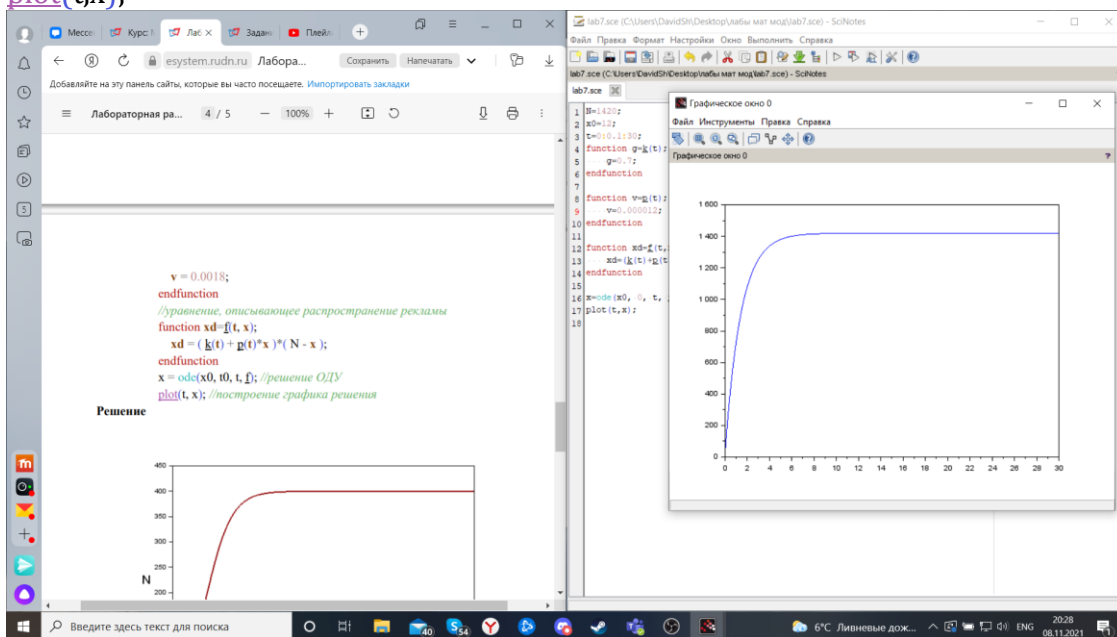 plot(t,x);
Мессе
Курс: М
Лаб
Задани
Плейл
esystem.rudn.ru Лабора...
Сохранить
Напечатать
Добавляйте на эту панель сайты, которые вы часто посещаете. Импортировать закладки
Лабораторная ра...
4 / 5
100%
5
v = 0.0018;
endfunction
//уравнение, описывающее распространение рекламы
function xd=f(t, x);
xd = ( k(t) + p(t)*x )*( N - x );
endfunction
x = ode(x0, t0, t, f); //решение ОДУ
plot(t, x); //построение графика решения
Решение
450
400
350
300
250
200
N
lab7.sce (C:\Users\DavidSh\Desktop\лабы мат мод\lab7.sce) - SciNotes
Файл Правка Формат Настройки Окно Выполнить Справка
lab7.sce (C:\Users\DavidSh\Desktop\лабы мат мод\lab7.sce) - SciNotes
lab7.sce
1 N=1420;
2 x0=12;
3 t=0:0.1:30;
4 function g=k(t);
5 g=0.7;
6 endfunction
7
8 function v=p(t);
9 v=0.000012;
10 endfunction
11
12 function xd=f(t,
13 xd=(k(t)+p(t
14 endfunction
15
16 x=ode(x0, 0, t,
17 plot(t,x);
18
Графическое окно 0
Файл Инструменты Правка Справка
Графическое окно 0
?
1 600
1 400
1 200
1 000
800
600
400
200
0
0 2 4 6 8 10 12 14 16 18 20 22 24 26 28 30
Введите здесь текст для поиска
40
54
6°C Ливневые дож...
ENG
20:28
08.11.2021